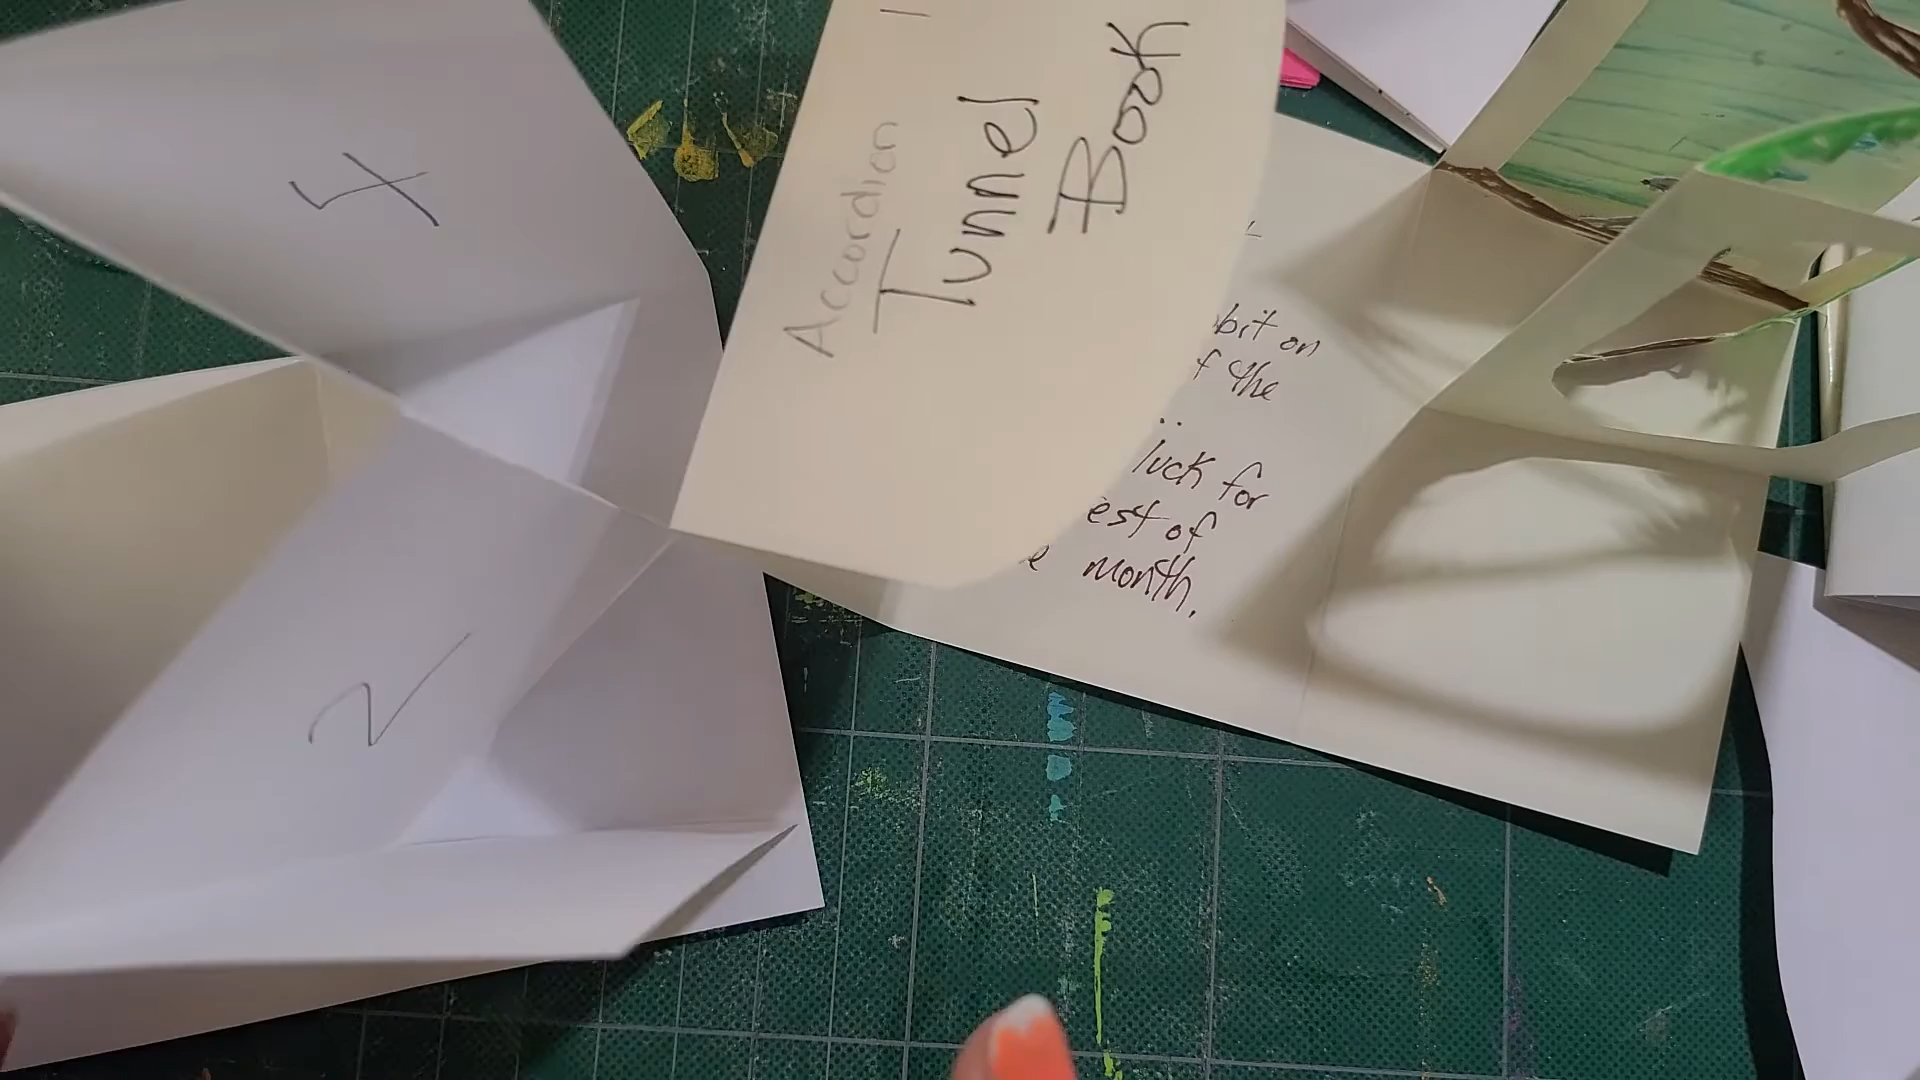 4
Accordion
Tunnel
Book
2
bit on
f the
..
luck for
est of
e month.